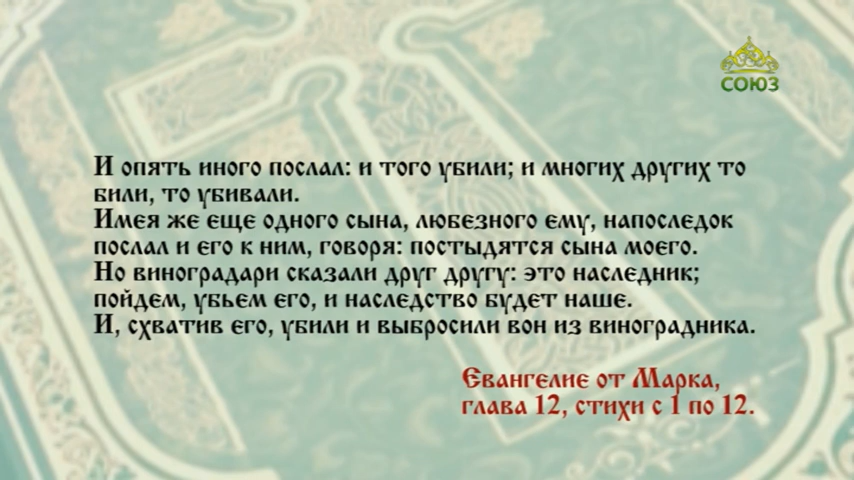 СОЮЗ
И опять иного послал: и того убили; и многих других то
били, то убивали.
Имея же еще одного сына, любезного ему, напоследок
послал и его к ним, говоря: постыдятся сына моего.
Но виноградари сказали друг другу: это наследник;
пойдем, убьем его, и наследство будет наше.
И, схватив его, убили и выбросили вон из виноградника.
Евангелие от Марка,
глава 12, стихи с 1 по 12.